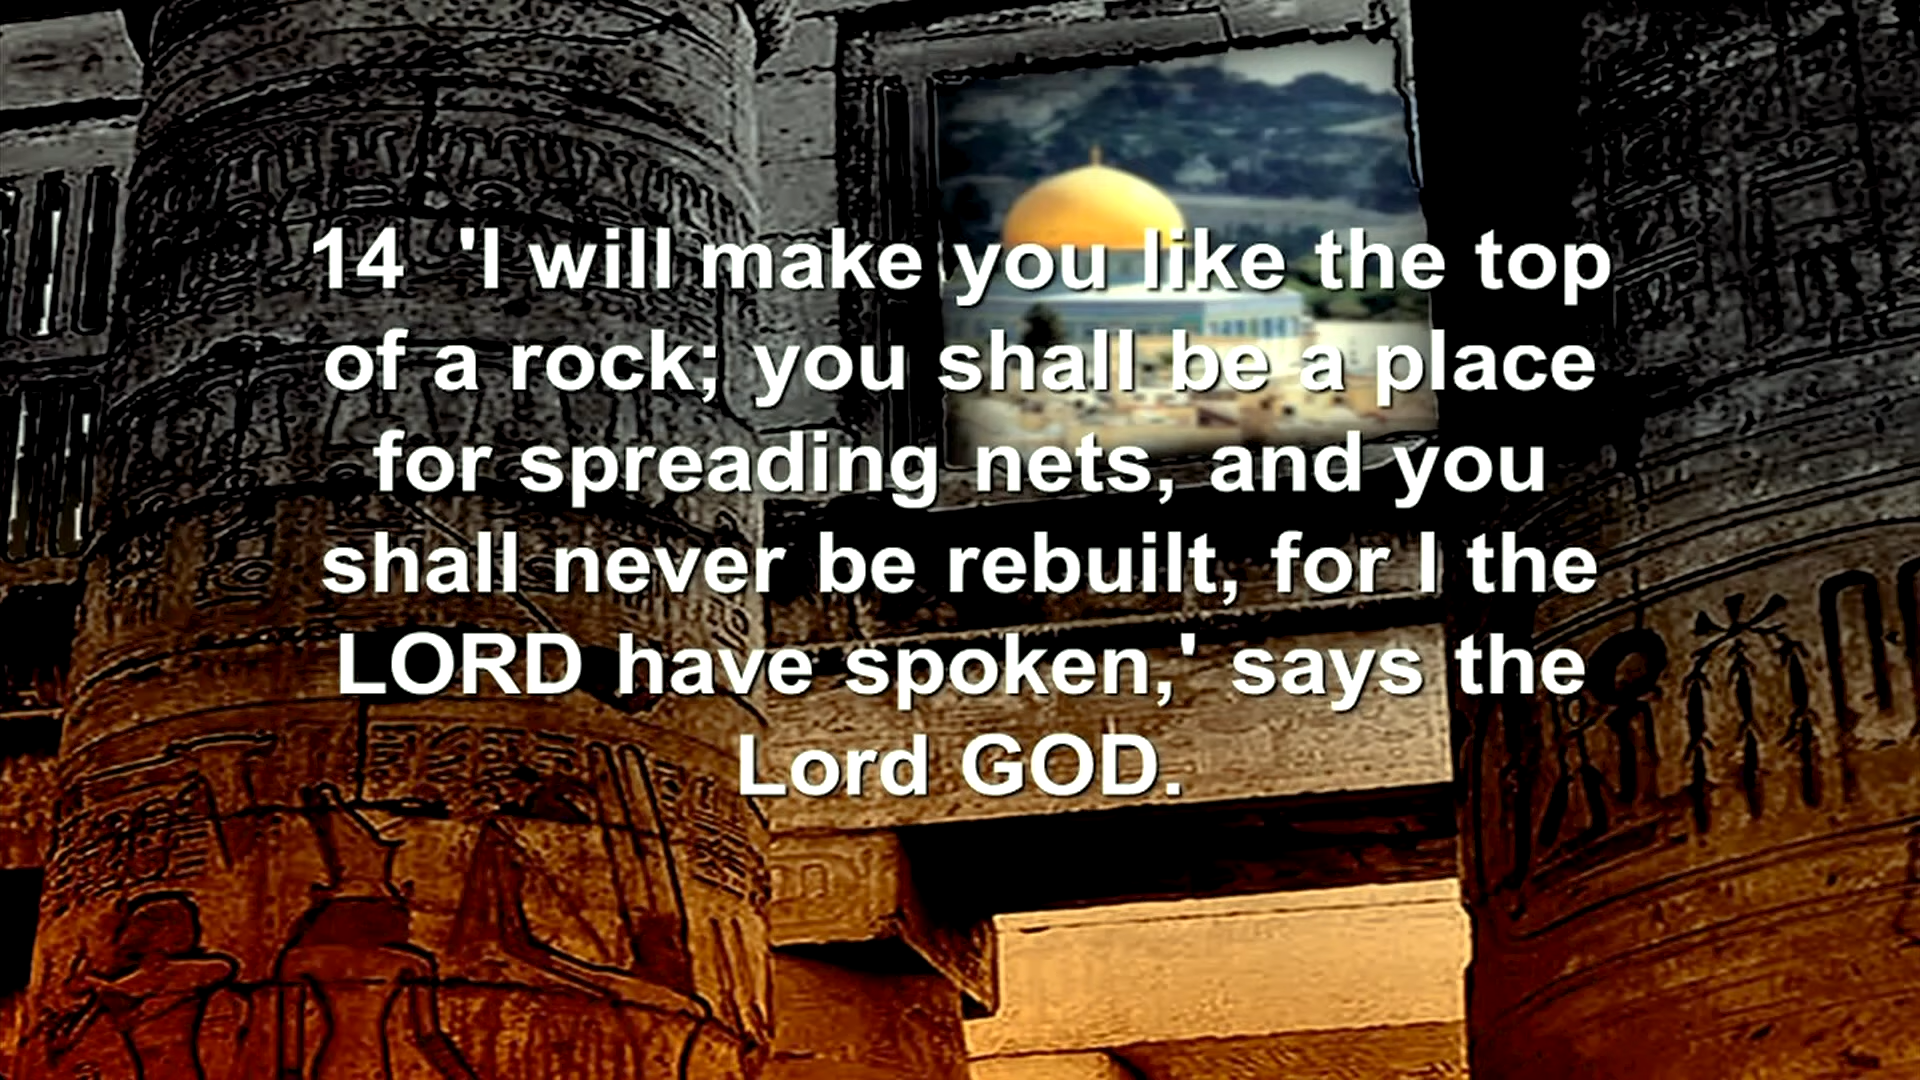 14 'I will make you like the top
of a rock; you shall be a place
for spreading nets, and you
shall never be rebuilt, for I the
LORD have spoken,' says the
Lord GOD.